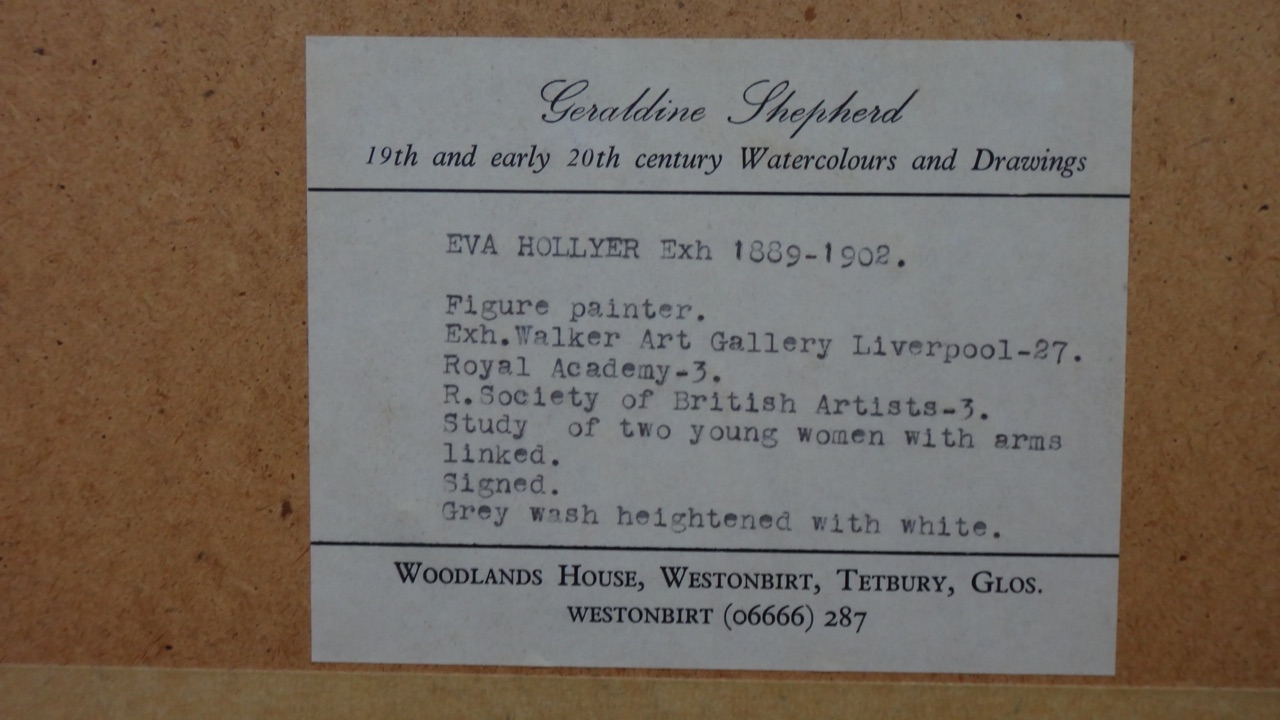 Geraldine Shepherd
19th and early 20th century Watercolours and Drawings
EVA HOLLYER Exh 1889-1902.
Figure painter.
Exh.Walker Art Gallery Liverpool-27.
Royal Academy-3.
R.Society of British Artists-3.
Study of two young women with arms
linked.
Signed.
Grey wash heightened with white.
WOODLANDS HOUSE, WESTONBIRT, TETBURY, GLOS.
WESTONBIRT (06666) 287